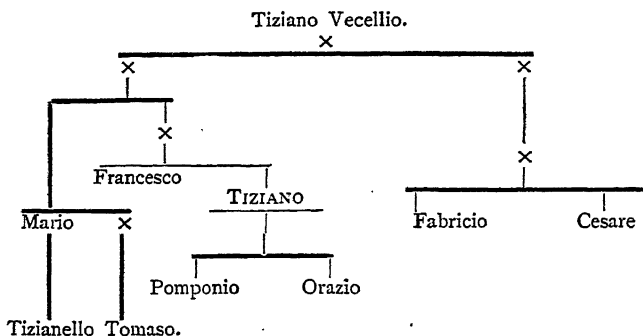 Tiziano Vecellio.
×
× ×
× ×
Francesco
TIZIANO
Mario × Fabricio Cesare
Pomponio Orazio
Tizianello Tomaso.